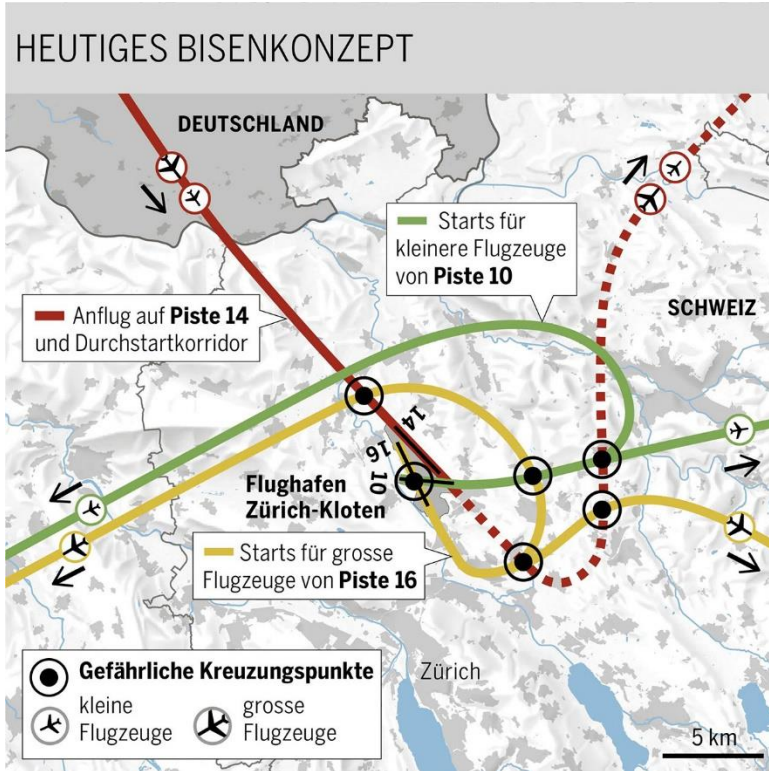 HEUTIGES BISENKONZEPT
DEUTSCHLAND
Starts für
kleinere Flugzeuge
von Piste 10
SCHWEIZ
Anflug auf Piste 14
und Durchstartkorridor
14
16
10
Flughafen
Zürich-Kloten
Starts für grosse
Flugzeuge von Piste 16
Zürich
Gefährliche Kreuzungspunkte
kleine
Flugzeuge
grosse
Flugzeuge
5 km